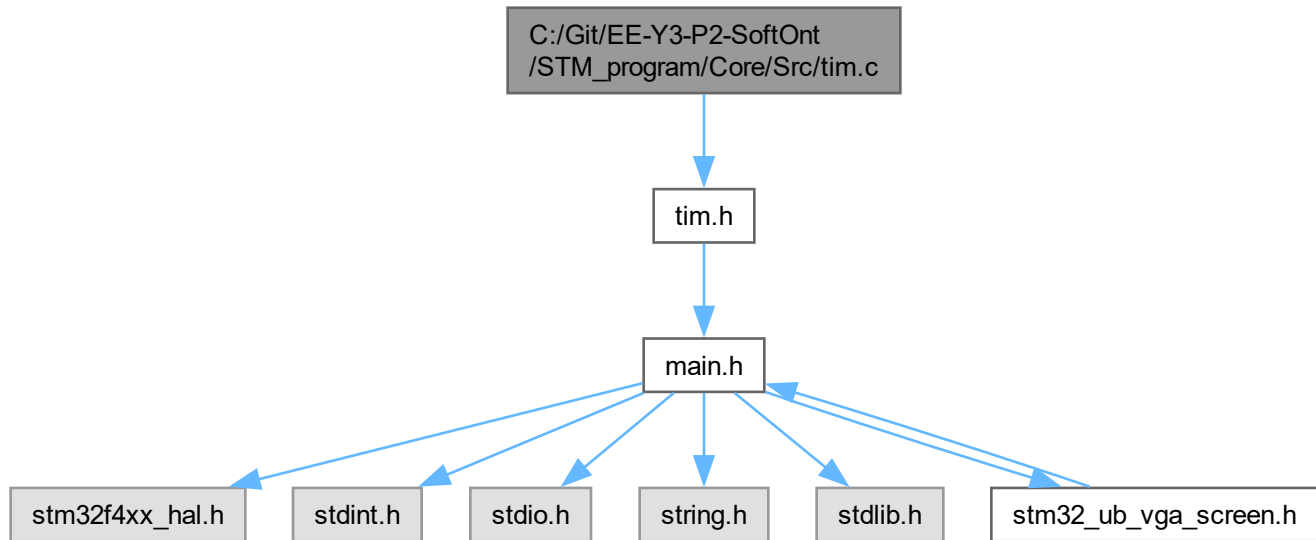 C:/Git/EE-Y3-P2-SoftOnt
/STM_program/Core/Src/tim.c
tim.h
main.h
stm32f4xx_hal.h
stdint.h
stdio.h
string.h
stdlib.h
stm32_ub_vga_screen.h